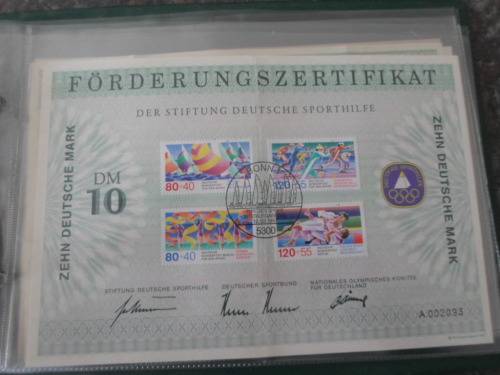 FÖRDERUNGSZERTIFIKAT
DER STIFTUNG DEUTSCHE SPORTHILFE
ZEHN DEUTSCHE MARK
DM
10
80+40
120+55
80+40
120+55
BONN
5300
ZEHN DEUTSCHE MARK
STIFTUNG DEUTSCHE SPORTHILFE
DEUTSCHER SPORTBUND
NATIONALES OLYMPISCHES KOMITEE
FÜR DEUTSCHLAND
A.002093